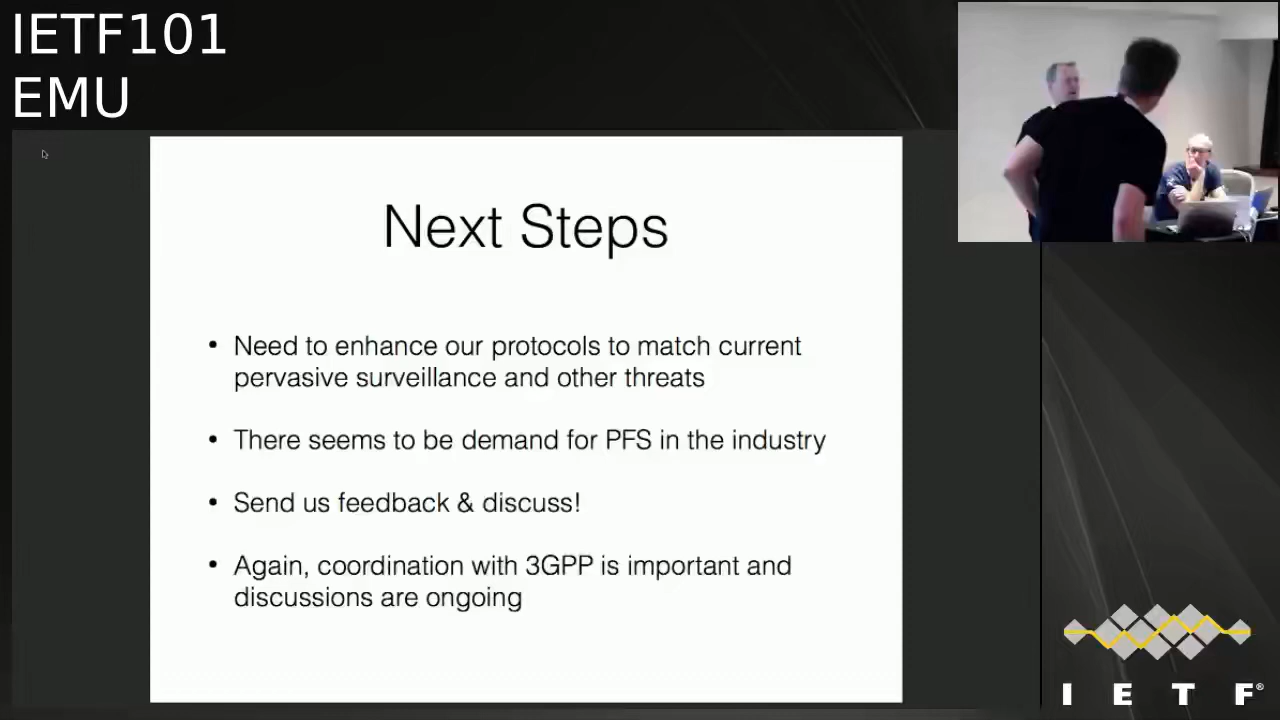 IETF101
EMU
Next Steps
• Need to enhance our protocols to match current
pervasive surveillance and other threats
• There seems to be demand for PFS in the industry
• Send us feedback & discuss!
• Again, coordination with 3GPP is important and
discussions are ongoing
I E T F®